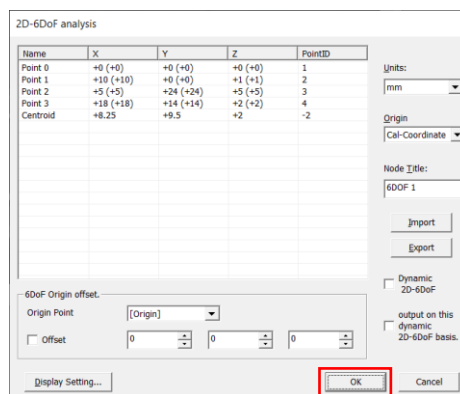 2D-6DoF analysis
Name X Y Z PointID
Point 0 +0 (+0) +0 (+0) +0 (+0) 1
Point 1 +10 (+10) +0 (+0) +1 (+1) 2
Point 2 +5 (+5) +24 (+24) +5 (+5) 3
Point 3 +18 (+18) +14 (+14) +2 (+2) 4
Centroid +8.25 +9.5 +2 -2
Units:
mm
Origin
Cal-Coordinate
Node Title:
6DOF 1
Import
Export
Dynamic
2D-6DoF
output on this
dynamic
2D-6DoF basis.
6DoF Origin offset.
Origin Point [Origin]
Offset 0 0 0
Display Setting... OK Cancel